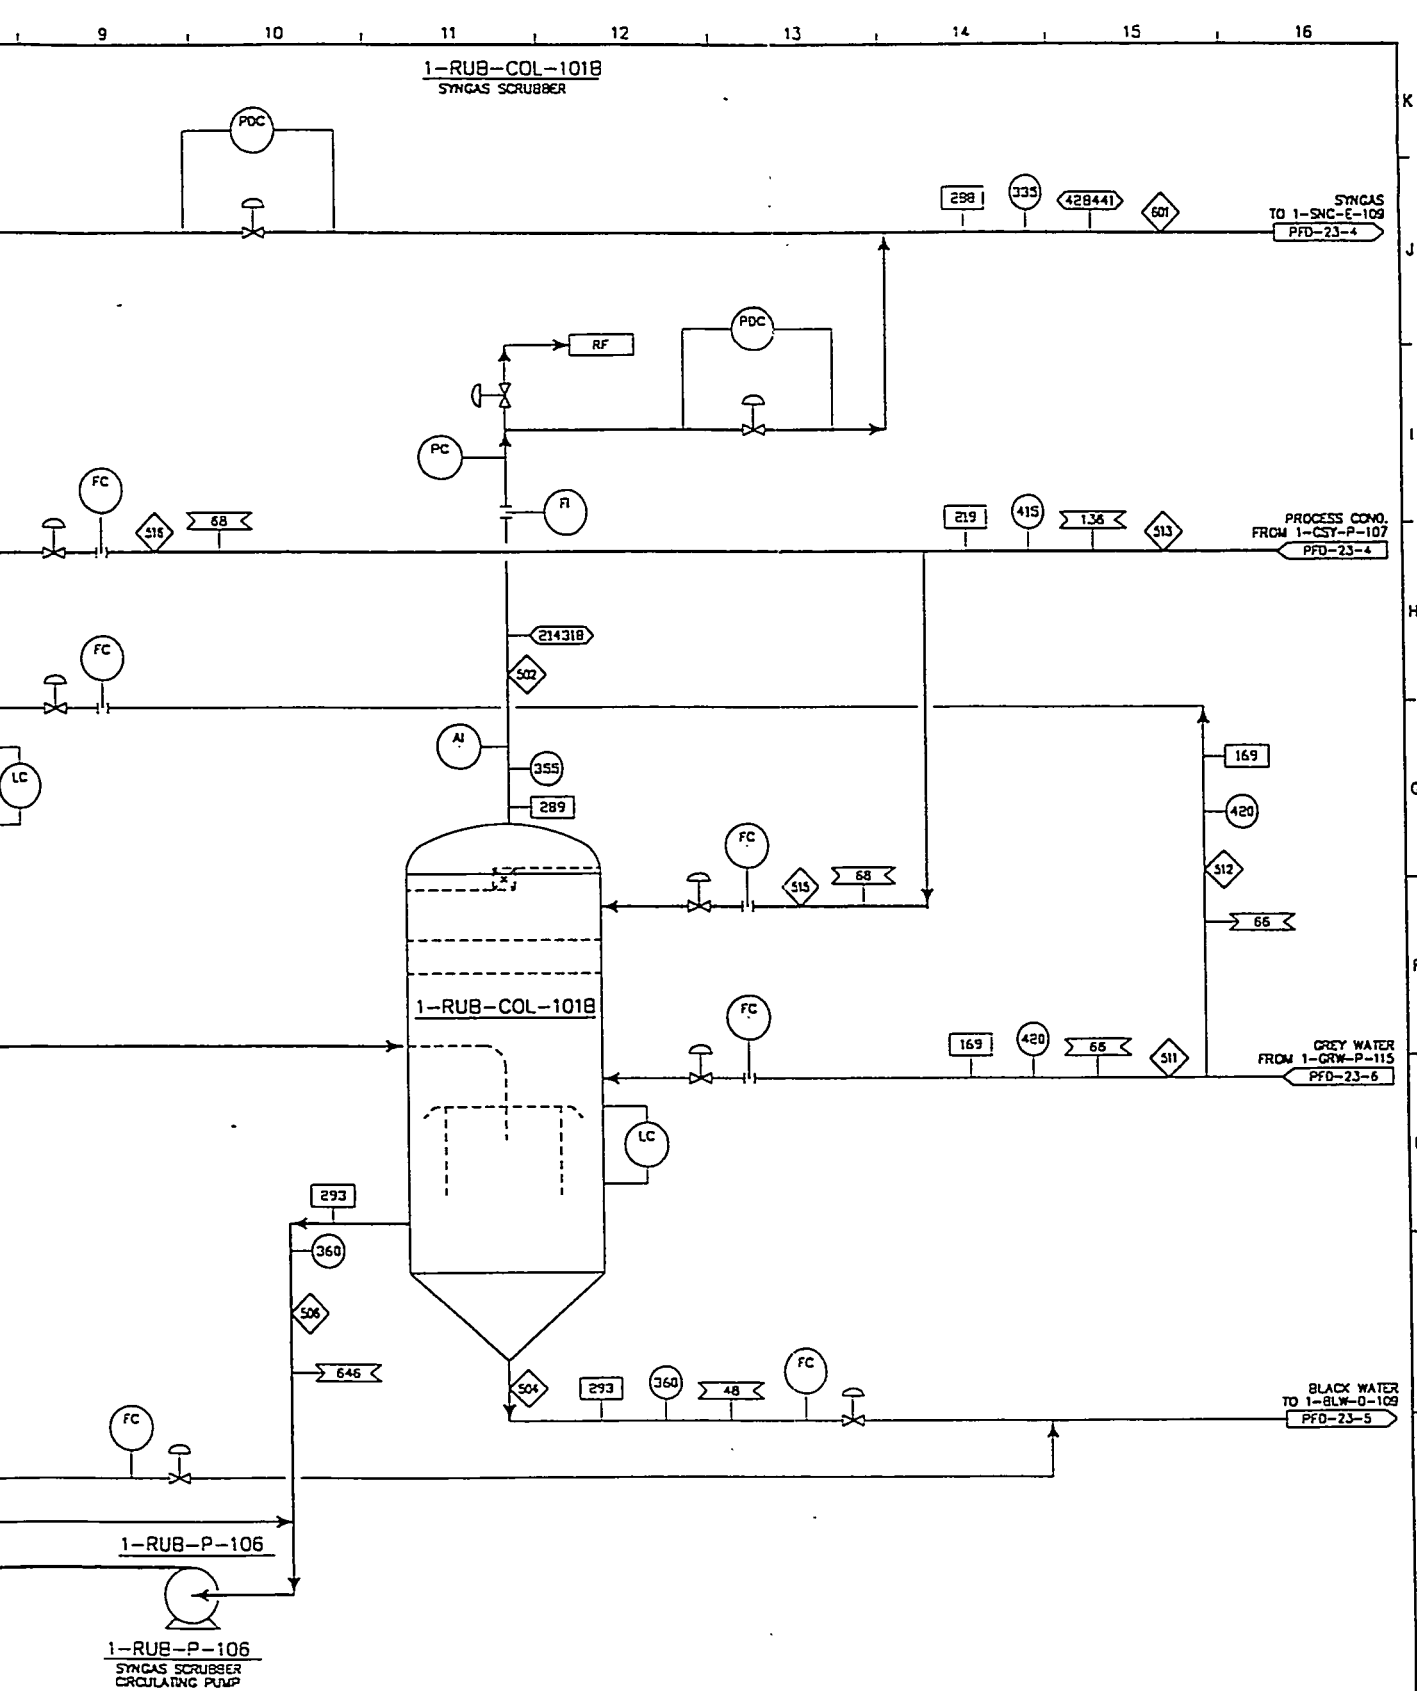 9 10 11 12 13 14 15 16
1-RUB-COL-101B
SYNGAS SCRUBBER
K
PDC
288
335
428441
601
SYNGAS
TO 1-SNC-E-109
PFD-23-4
J
PDC
RF
PC
I
FC
FI
516
68
219
415
136
513
PROCESS COND.
FROM 1-CSY-P-107
PFD-23-4
H
214318
FC
502
AI
355
169
LC
289
420
G
FC
515
68
512
66
F
1-RUB-COL-101B
FC
169
420
66
511
GREY WATER
FROM 1-GRW-P-115
PFD-23-6
LC
293
360
506
646
504
293
360
48
FC
BLACK WATER
TO 1-BLW-D-109
PFD-23-5
FC
1-RUB-P-106
1-RUB-P-106
SYNGAS SCRUBBER
CIRCULATING PUMP